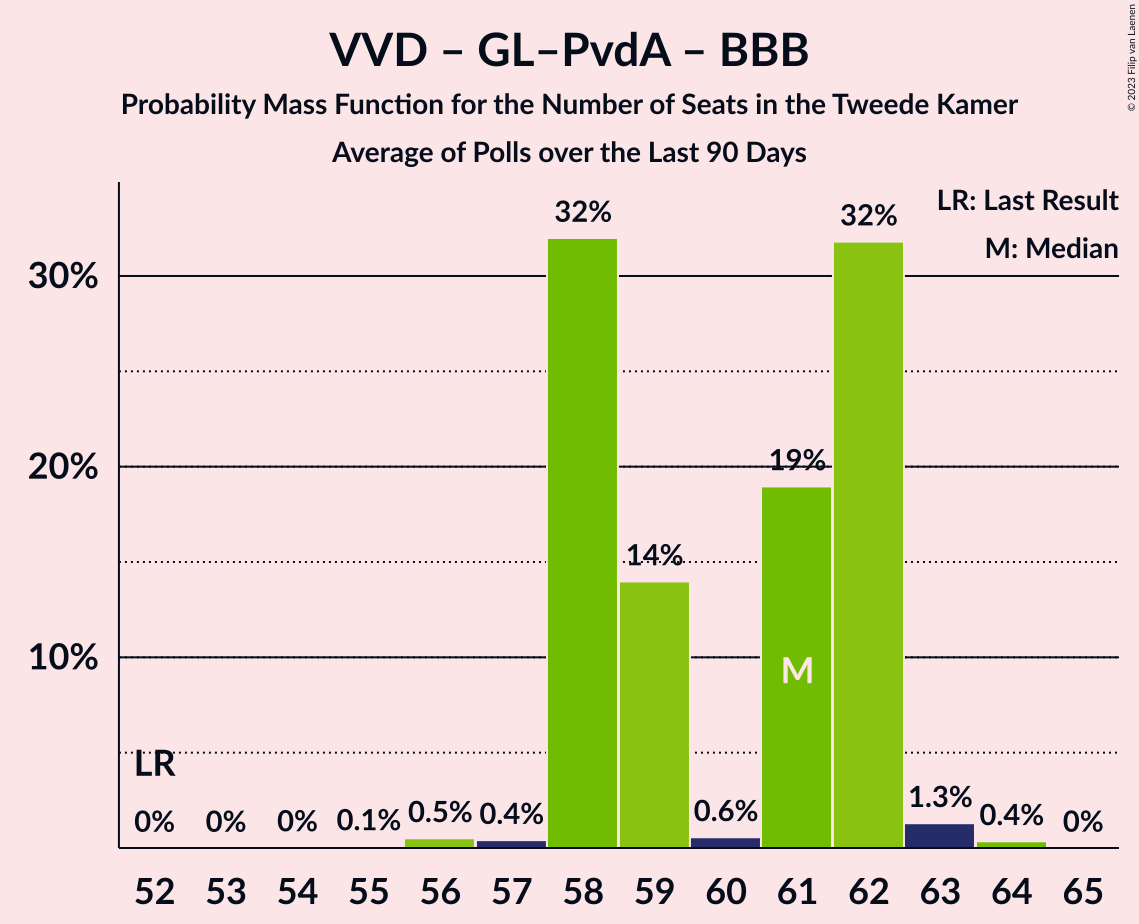 VVD – GL–PvdA – BBB
Probability Mass Function for the Number of Seats in the Tweede Kamer
Average of Polls over the Last 90 Days
© 2023 Filip van Laenen
LR: Last Result
M: Median
30%
20%
10%
32%
32%
19%
14%
M
LR
0% 0% 0% 0.1% 0.5% 0.4% 0.6% 1.3% 0.4% 0%
52 53 54 55 56 57 58 59 60 61 62 63 64 65